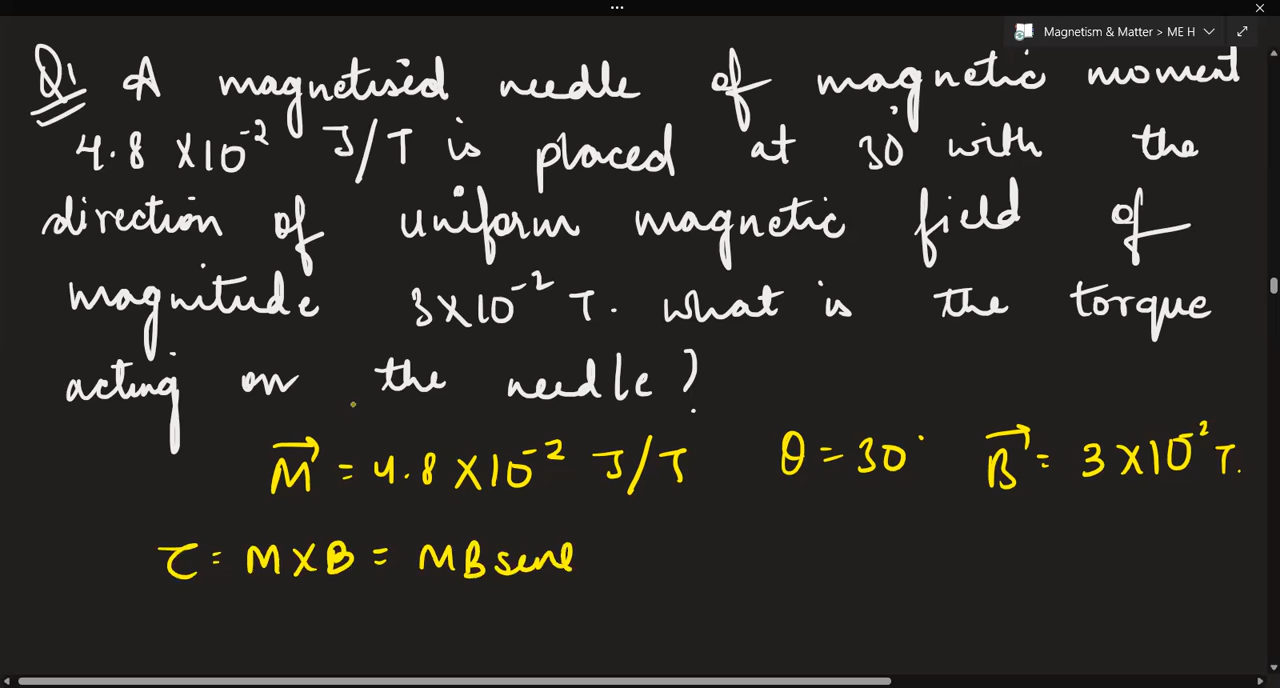 Magnetism & Matter > ME H
Q1 A magnetised needle of magnetic moment
4.8 X10⁻² J/T is placed at 30° with the
direction of uniform magnetic field of
magnitude 3X10⁻² T. what is the torque
acting on the needle?
M⃗ = 4.8 X10⁻² J/T θ = 30° B⃗ = 3 X10⁻² T.
τ = M X B = MB sinθ